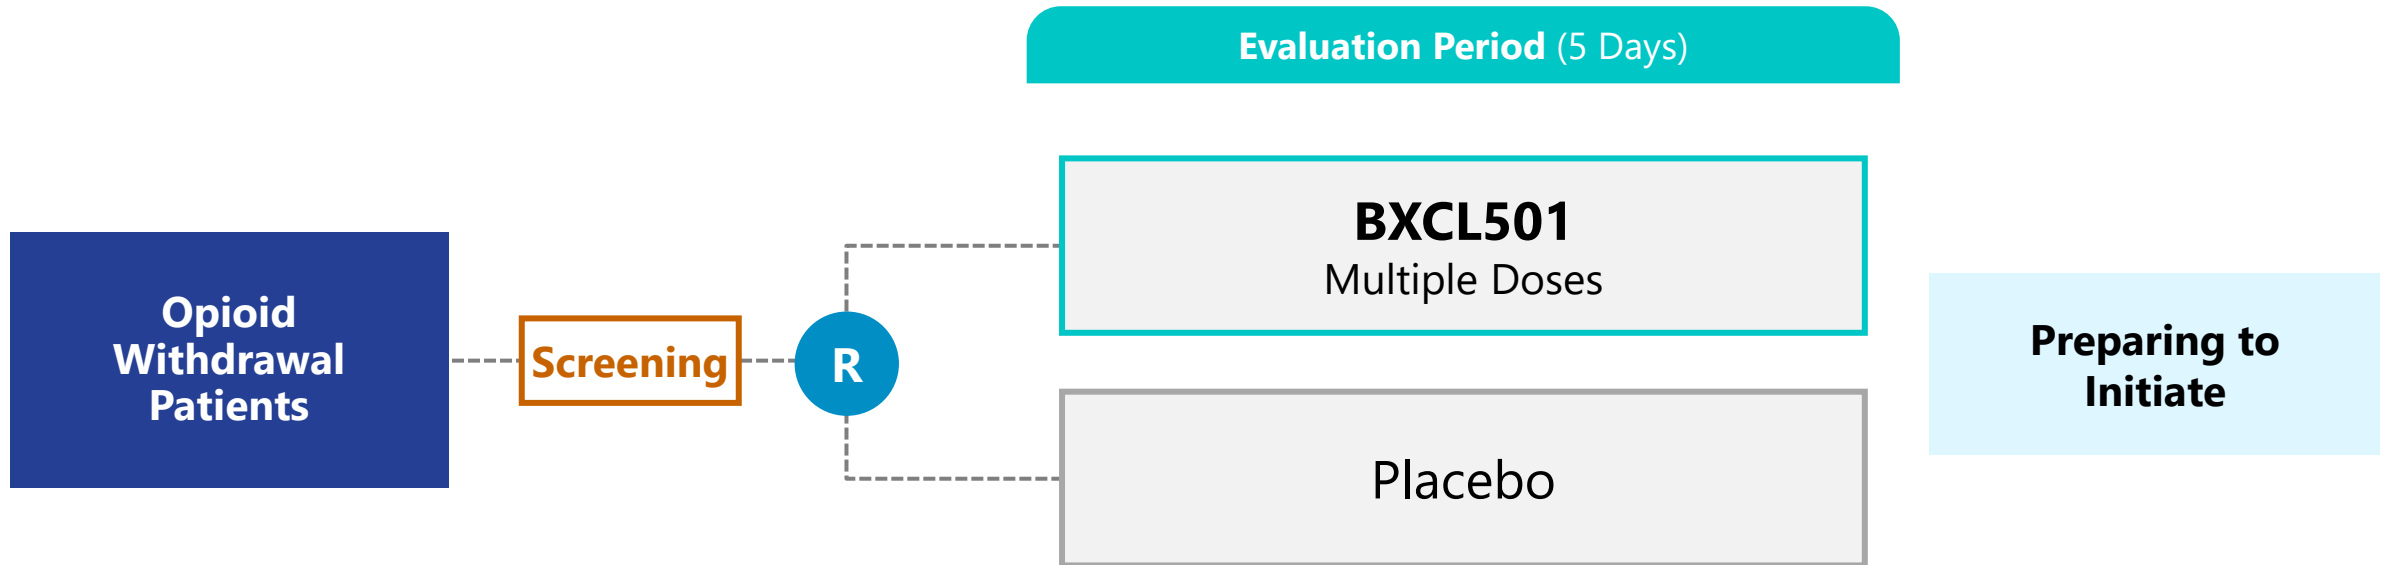 Evaluation Period (5 Days)
Opioid
Withdrawal
Patients
Screening
R
BXCL501
Multiple Doses
Placebo
Preparing to
Initiate